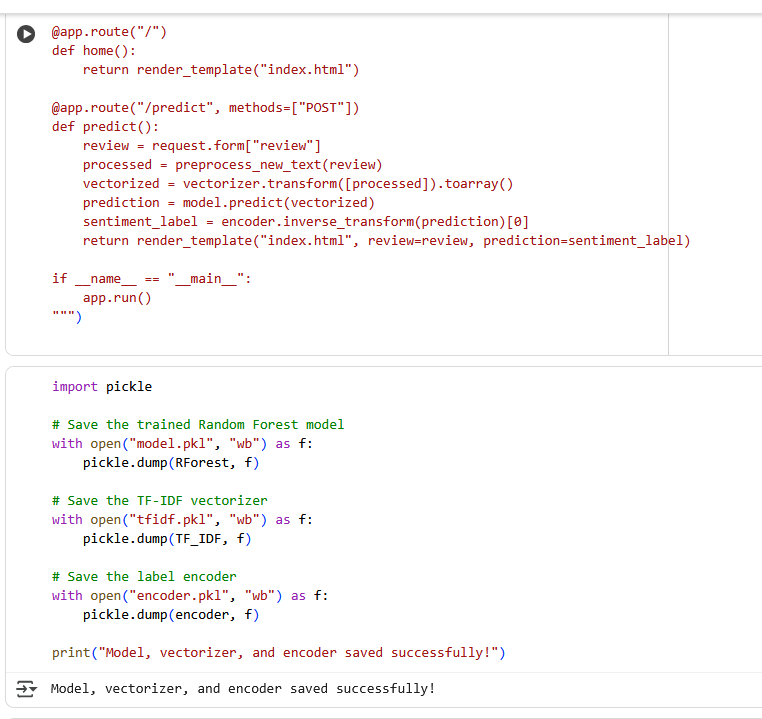 @app.route("/")
def home():
    return render_template("index.html")

@app.route("/predict", methods=["POST"])
def predict():
    review = request.form["review"]
    processed = preprocess_new_text(review)
    vectorized = vectorizer.transform([processed]).toarray()
    prediction = model.predict(vectorized)
    sentiment_label = encoder.inverse_transform(prediction)[0]
    return render_template("index.html", review=review, prediction=sentiment_label)

if __name__ == "__main__":
    app.run()
""")

import pickle

# Save the trained Random Forest model
with open("model.pkl", "wb") as f:
    pickle.dump(RForest, f)

# Save the TF-IDF vectorizer
with open("tfidf.pkl", "wb") as f:
    pickle.dump(TF_IDF, f)

# Save the label encoder
with open("encoder.pkl", "wb") as f:
    pickle.dump(encoder, f)

print("Model, vectorizer, and encoder saved successfully!")

Model, vectorizer, and encoder saved successfully!